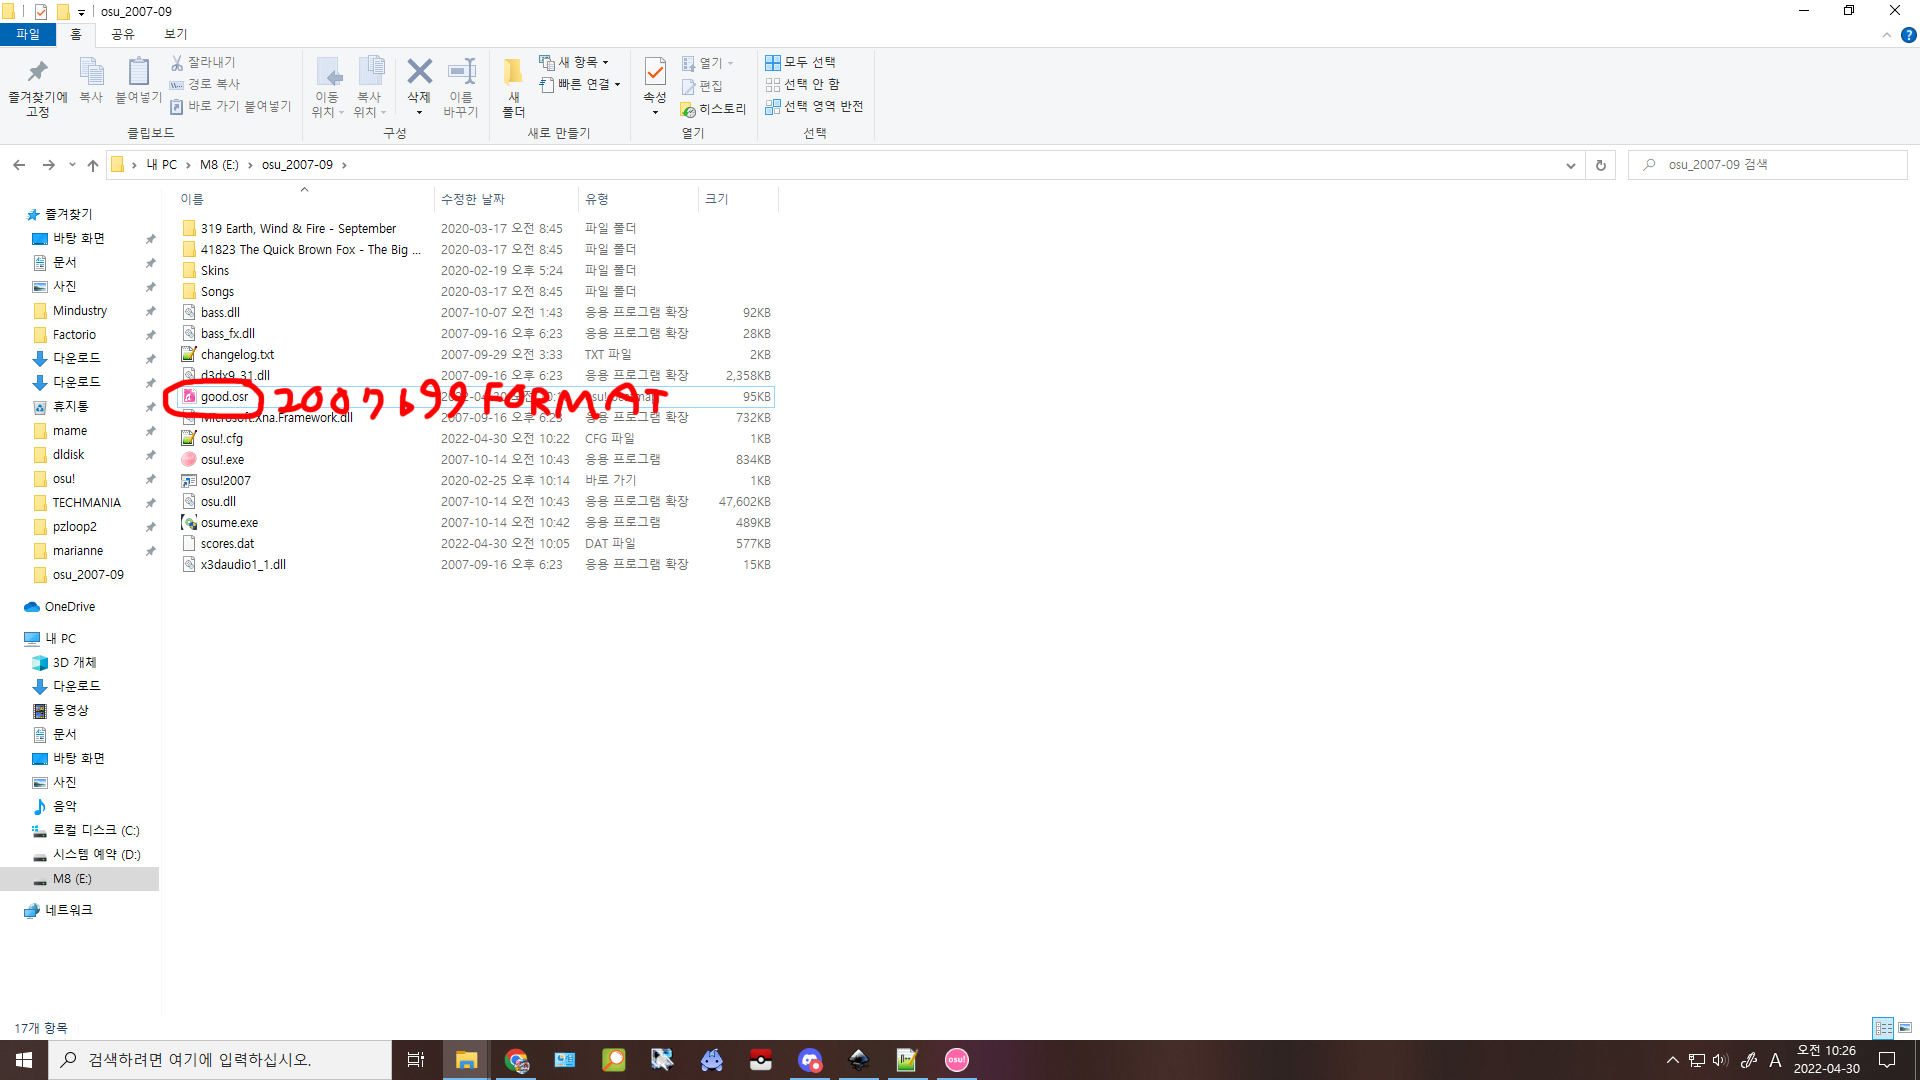 osu_2007-09
파일 홈 공유 보기
즐겨찾기에 고정
복사
붙여넣기
잘라내기
경로 복사
바로 가기 붙여넣기
클립보드
이동 위치
복사 위치
삭제
이름 바꾸기
구성
새 폴더
새 항목
빠른 연결
새로 만들기
속성
열기
편집
히스토리
열기
모두 선택
선택 안 함
선택 영역 반전
선택
내 PC › M8 (E:) › osu_2007-09 ›
osu_2007-09 검색
이름 수정한 날짜 유형 크기
319 Earth, Wind & Fire - September 2020-03-17 오전 8:45 파일 폴더
41823 The Quick Brown Fox - The Big ... 2020-03-17 오전 8:45 파일 폴더
Skins 2020-02-19 오후 5:24 파일 폴더
Songs 2020-03-17 오전 8:45 파일 폴더
bass.dll 2007-10-07 오전 1:43 응용 프로그램 확장 92KB
bass_fx.dll 2007-09-16 오후 6:23 응용 프로그램 확장 28KB
changelog.txt 2007-09-29 오전 3:33 TXT 파일 2KB
d3dx9_31.dll 2007-09-16 오후 6:23 응용 프로그램 확장 2,358KB
good.osr 95KB
20071699 FORMAT
Microsoft.Xna.Framework.dll 2007-09-16 오후 6:23 응용 프로그램 확장 732KB
osu!.cfg 2022-04-30 오전 10:22 CFG 파일 1KB
osu!.exe 2007-10-14 오전 10:43 응용 프로그램 834KB
osu!2007 2020-02-25 오후 10:14 바로 가기 1KB
osu.dll 2007-10-14 오전 10:43 응용 프로그램 확장 47,602KB
osume.exe 2007-10-14 오전 10:42 응용 프로그램 489KB
scores.dat 2022-04-30 오전 10:05 DAT 파일 577KB
x3daudio1_1.dll 2007-09-16 오후 6:23 응용 프로그램 확장 15KB
즐겨찾기
바탕 화면
문서
사진
Mindustry
Factorio
다운로드
다운로드
휴지통
mame
dldisk
osu!
TECHMANIA
pzloop2
marianne
osu_2007-09
OneDrive
내 PC
3D 개체
다운로드
동영상
문서
바탕 화면
사진
음악
로컬 디스크 (C:)
시스템 예약 (D:)
M8 (E:)
네트워크
17개 항목
검색하려면 여기에 입력하십시오.
osu!
A
오전 10:26
2022-04-30